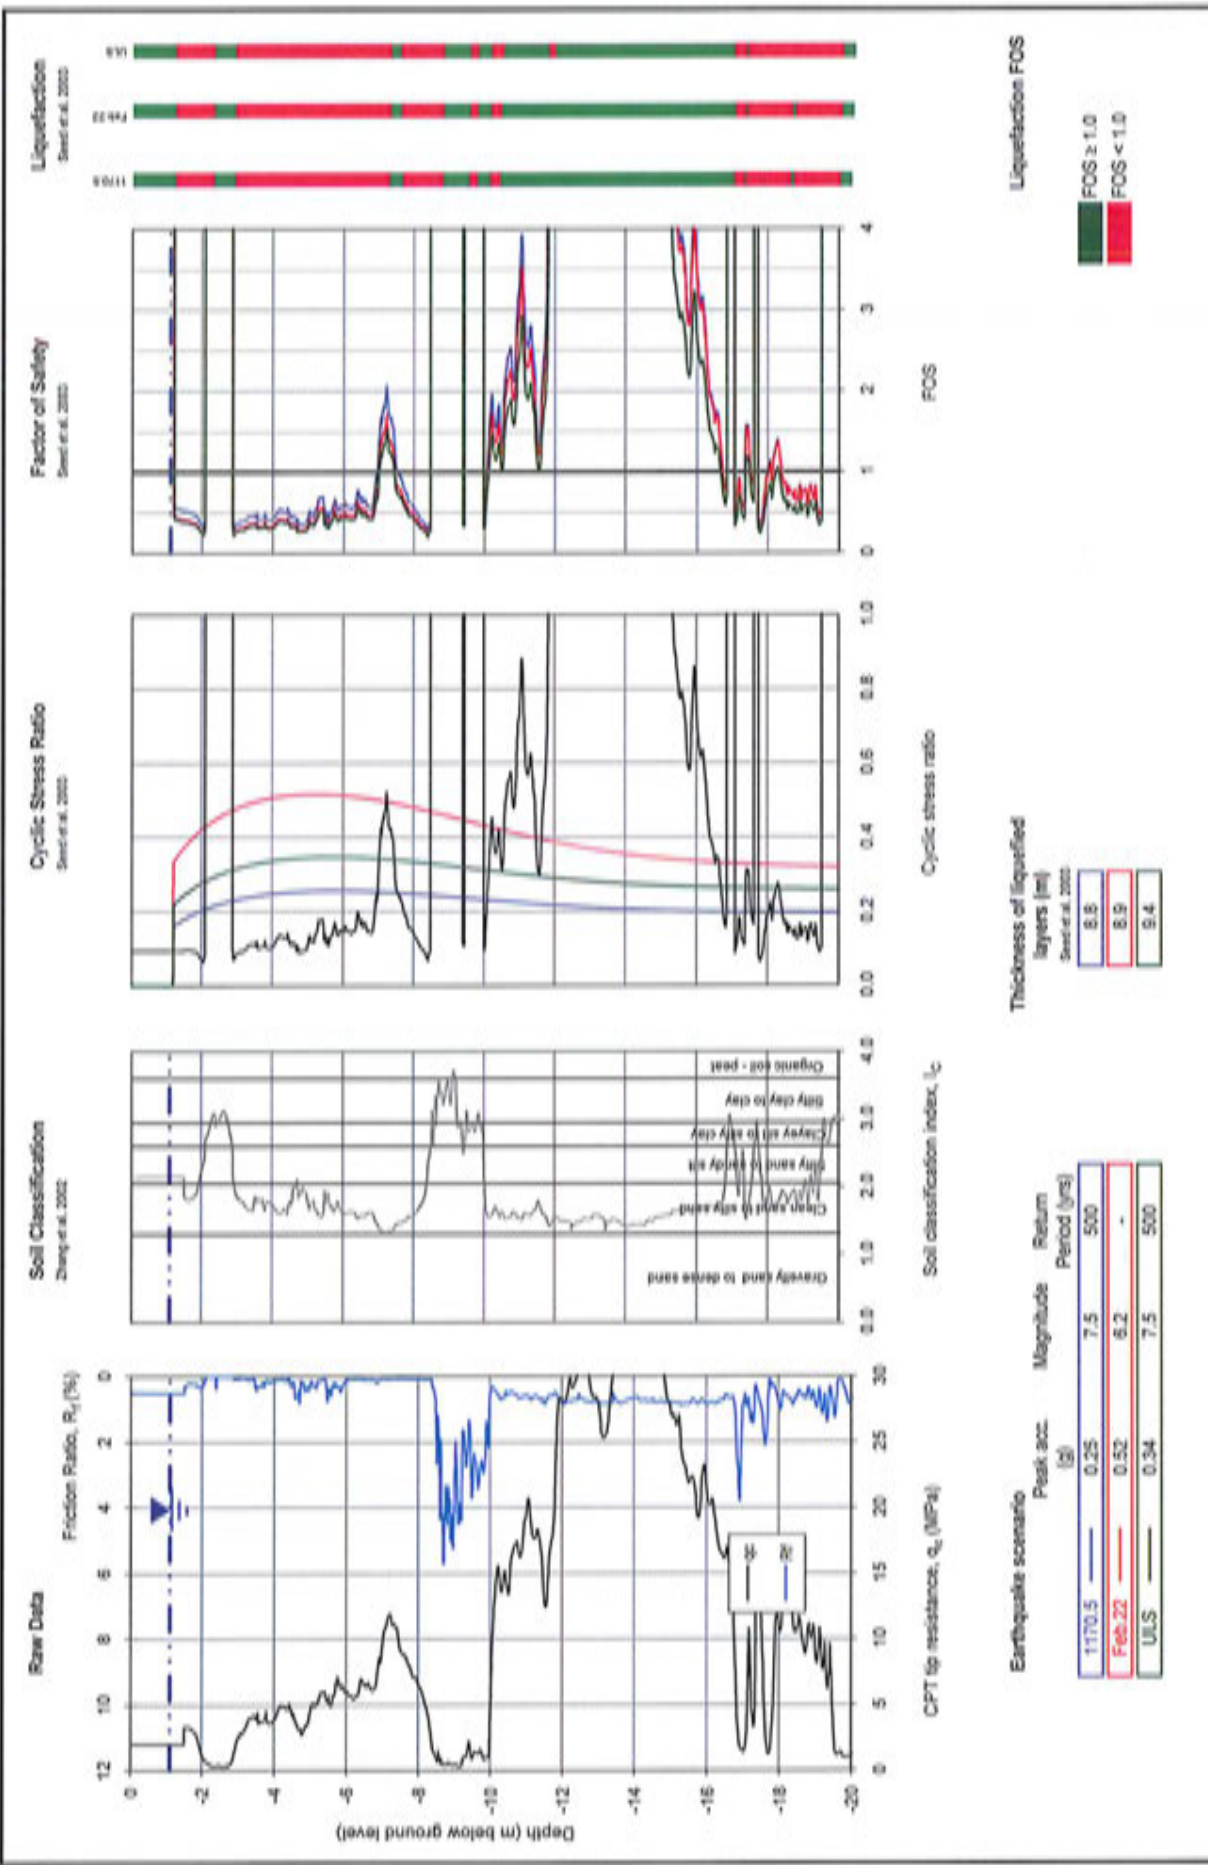 Raw Data
Friction Ratio, Rf (%)
12 10 8 6 4 2 0
0
-2
-4
-6
-8
-10
-12
-14
-16
-18
-20
Depth (m below ground level)
qc
Rf
0 5 10 15 20 25 30
CPT tip resistance, qc (MPa)
Soil Classification
Zhang et al. 2002
Gravelly sand to dense sand
Clean sand to silty sand
Silty sand to sandy silt
Clayey silt to silty clay
Silty clay to clay
Organic soil - peat
0.0 1.0 2.0 3.0 4.0
Soil classification index, IC
Cyclic Stress Ratio
Seed et al. 2003
0.0 0.2 0.4 0.6 0.8 1.0
Cyclic stress ratio
Factor of Safety
Seed et al. 2003
0 1 2 3 4
FOS
Liquefaction
Seed et al. 2003
1170.5 Feb.22 ULS
Earthquake scenario
Peak acc. (g) Magnitude Return Period (yrs)
1170.5 0.25 7.5 500
Feb.22 0.52 6.2 -
ULS 0.34 7.5 500
Thickness of liquefied
layers (m)
Seed et al. 2003
8.8
8.9
9.4
Liquefaction FOS
FOS ≥ 1.0
FOS < 1.0